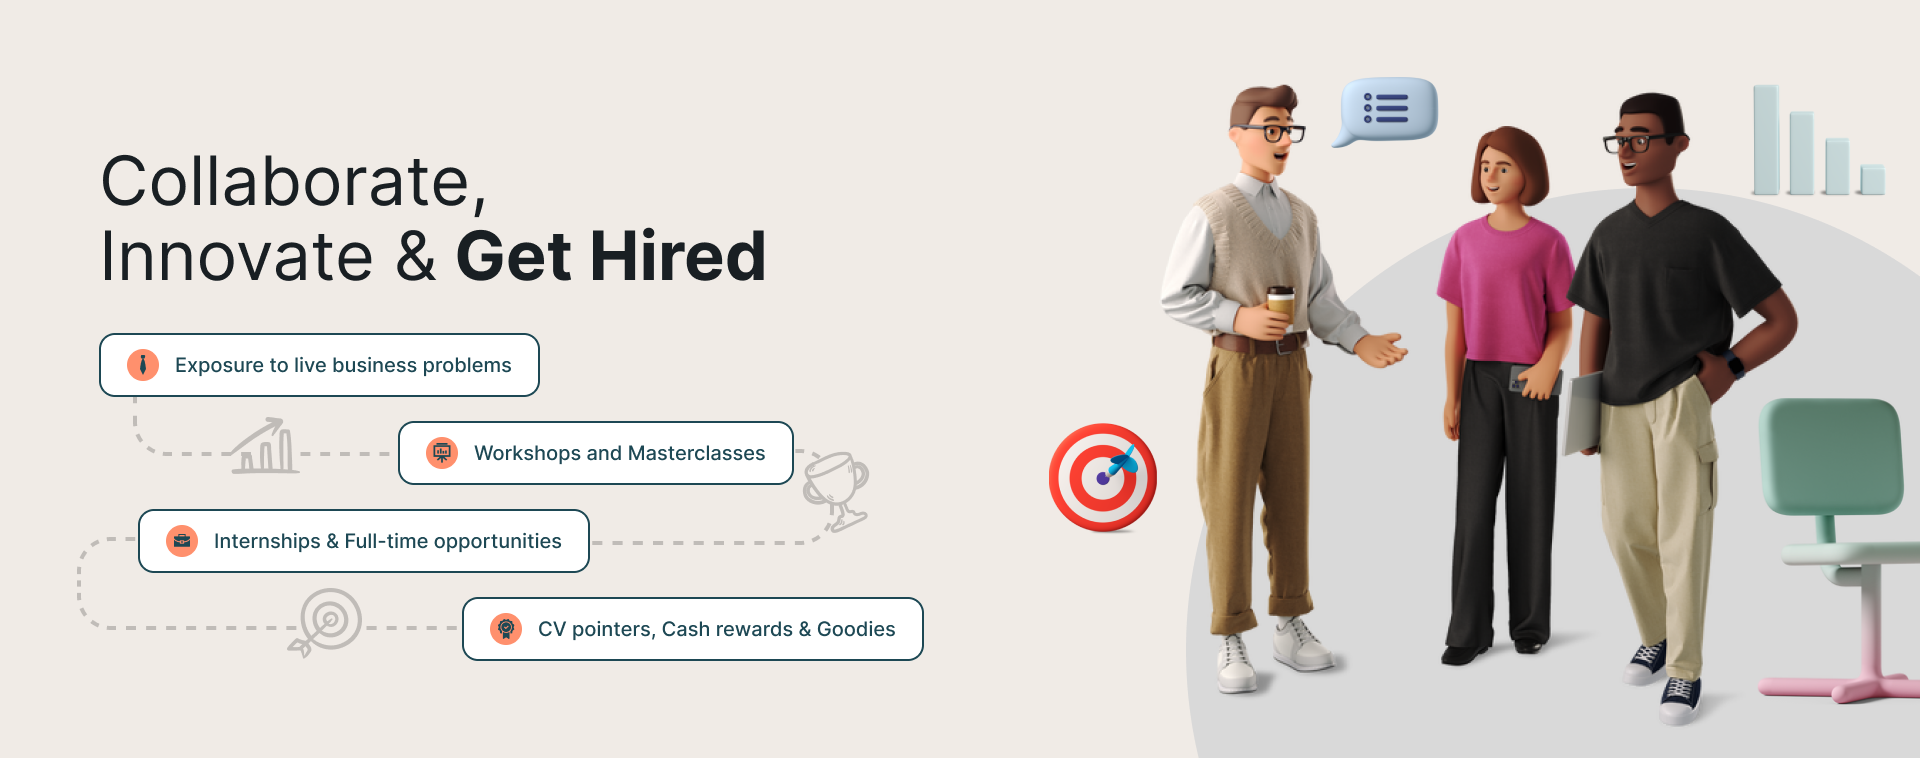 Collaborate,
Innovate & Get Hired
Exposure to live business problems
Workshops and Masterclasses
Internships & Full-time opportunities
CV pointers, Cash rewards & Goodies